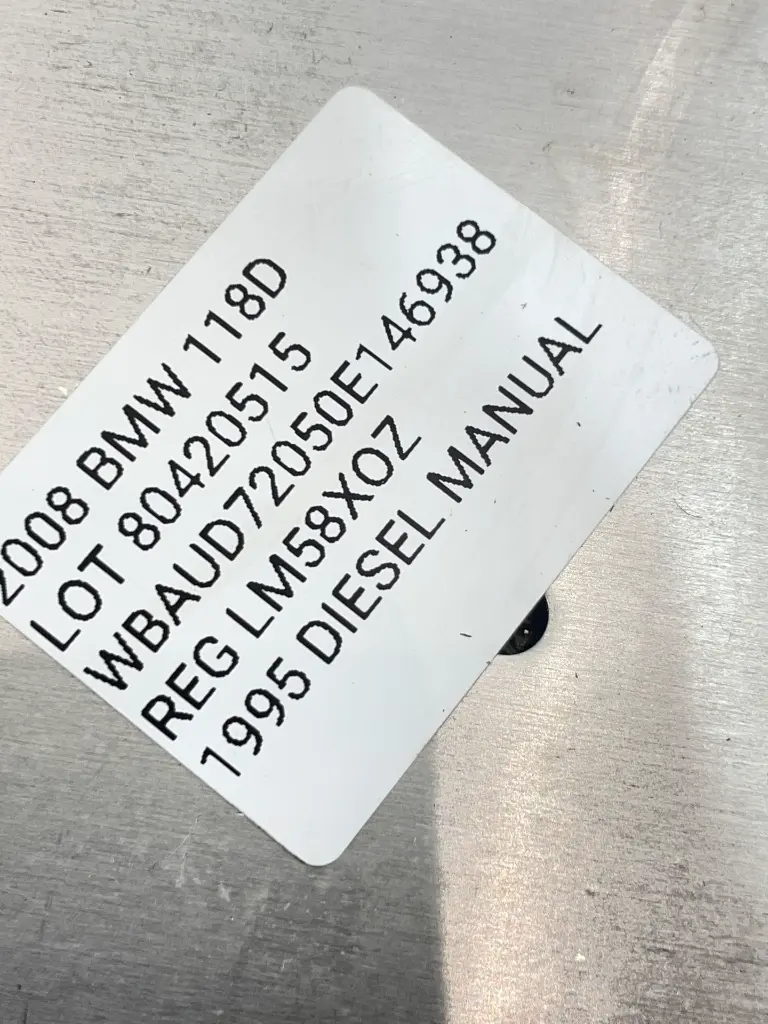 2008 BMW 118D
LOT 80420515
WBAUD72050E146938
REG LM58XOZ
1995 DIESEL MANUAL